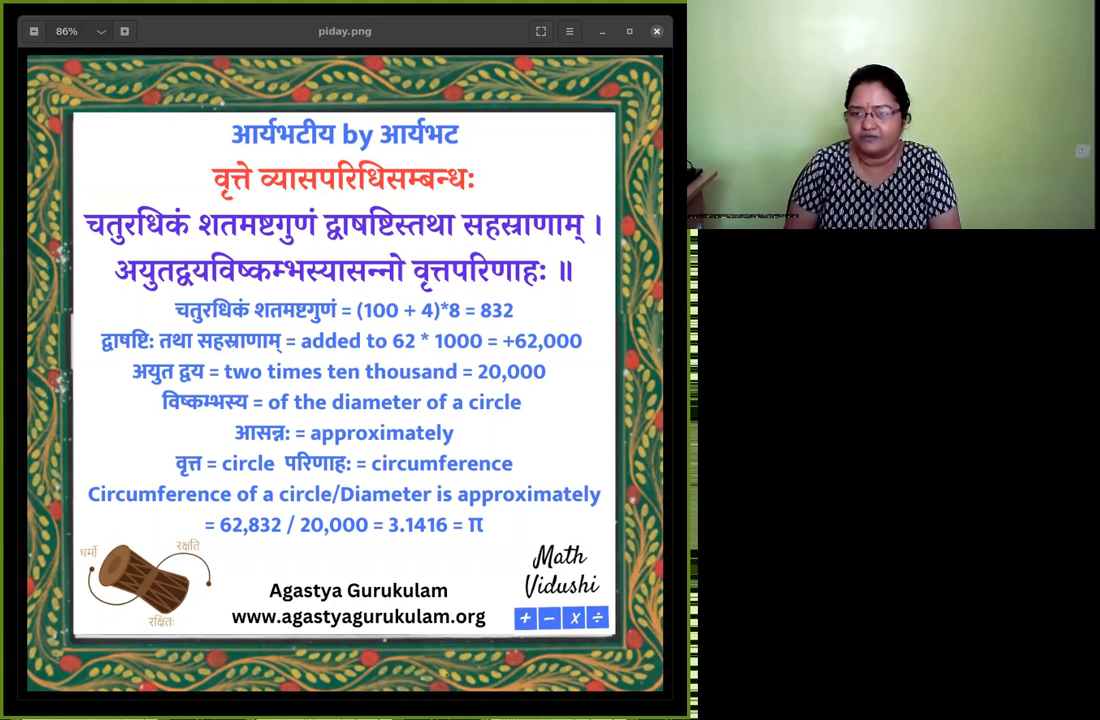 86%
piday.png
आर्यभटीय by आर्यभट
वृत्ते व्यासपरिधिसम्बन्धः
चतुरधिकं शतमष्टगुणं द्वाषष्टिस्तथा सहस्राणाम् ।
अयुतद्वयविष्कम्भस्यासन्नो वृत्तपरिणाहः ॥
चतुरधिकं शतमष्टगुणं = (100 + 4)*8 = 832
द्वाषष्टि: तथा सहस्राणाम् = added to 62 * 1000 = +62,000
अयुत द्वय = two times ten thousand = 20,000
विष्कम्भस्य = of the diameter of a circle
आसन्न: = approximately
वृत्त = circle परिणाह: = circumference
Circumference of a circle/Diameter is approximately
= 62,832 / 20,000 = 3.1416 = π
धर्मो रक्षति
रक्षितः
Agastya Gurukulam
www.agastyagurukulam.org
Math
Vidushi
+ − x ÷